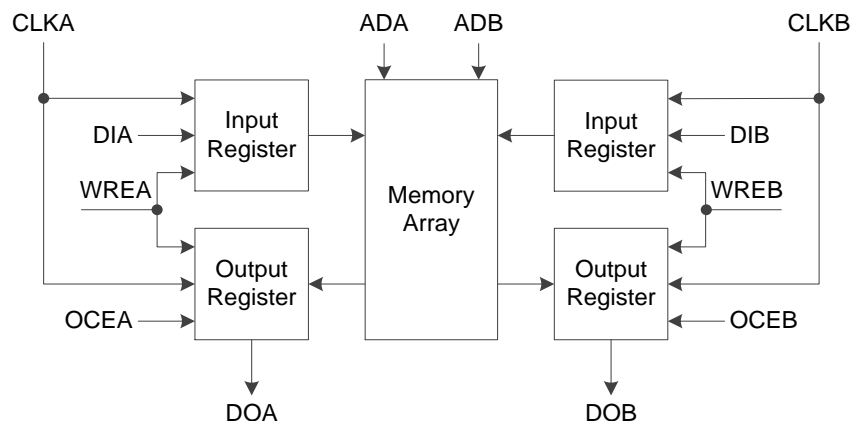 CLKA
ADA
ADB
CLKB
Input
Register
Input
Register
DIA
DIB
WREA
Memory
Array
WREB
Output
Register
Output
Register
OCEA
OCEB
DOA
DOB